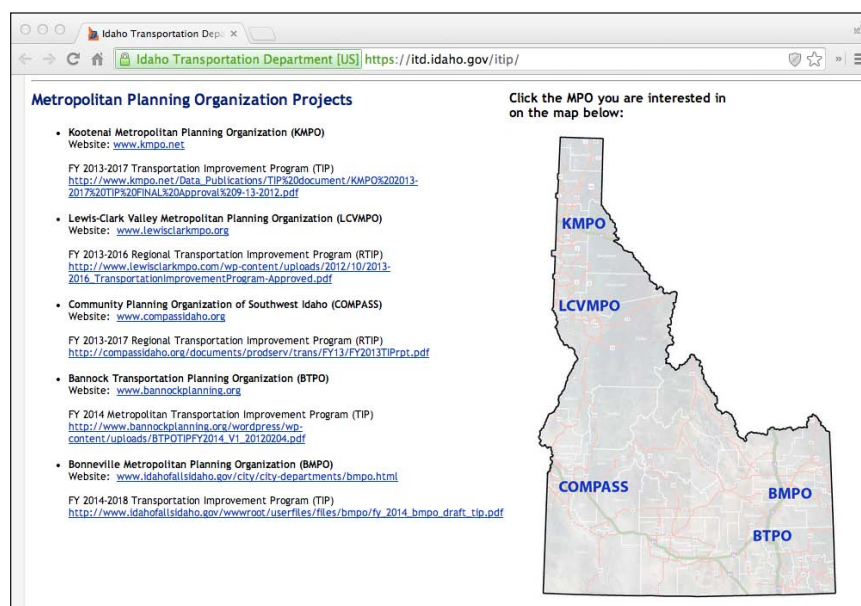 Idaho Transportation Depa
Idaho Transportation Department [US] https://itd.idaho.gov/itip/
Metropolitan Planning Organization Projects
• Kootenai Metropolitan Planning Organization (KMPO)
Website: www.kmpo.net
FY 2013-2017 Transportation Improvement Program (TIP)
http://www.kmpo.net/Data_Publications/TIP%20document/KMPO%202013-
2017%20TIP%20FINAL%20Approval%209-13-2012.pdf
• Lewis-Clark Valley Metropolitan Planning Organization (LCVMPO)
Website: www.lewisclarkmpo.org
FY 2013-2016 Regional Transportation Improvement Program (RTIP)
http://www.lewisclarkmpo.com/wp-content/uploads/2012/10/2013-
2016_TransportationImprovementProgram-Approved.pdf
• Community Planning Organization of Southwest Idaho (COMPASS)
Website: www.compassidaho.org
FY 2013-2017 Regional Transportation Improvement Program (RTIP)
http://compassidaho.org/documents/prodserv/trans/FY13/FY2013TIPrpt.pdf
• Bannock Transportation Planning Organization (BTPO)
Website: www.bannockplanning.org
FY 2014 Metropolitan Transportation Improvement Program (TIP)
http://www.bannockplanning.org/wordpress/wp-
content/uploads/BTPOTIPFY2014_V1_20120204.pdf
• Bonneville Metropolitan Planning Organization (BMPO)
Website: www.idahofallsidaho.gov/city/city-departments/bmpo.html
FY 2014-2018 Transportation Improvement Program (TIP)
http://www.idahofallsidaho.gov/wwwroot/userfiles/files/bmpo/fy_2014_bmpo_draft_tip.pdf
Click the MPO you are interested in
on the map below:
KMPO
LCVMPO
COMPASS
BMPO
BTPO